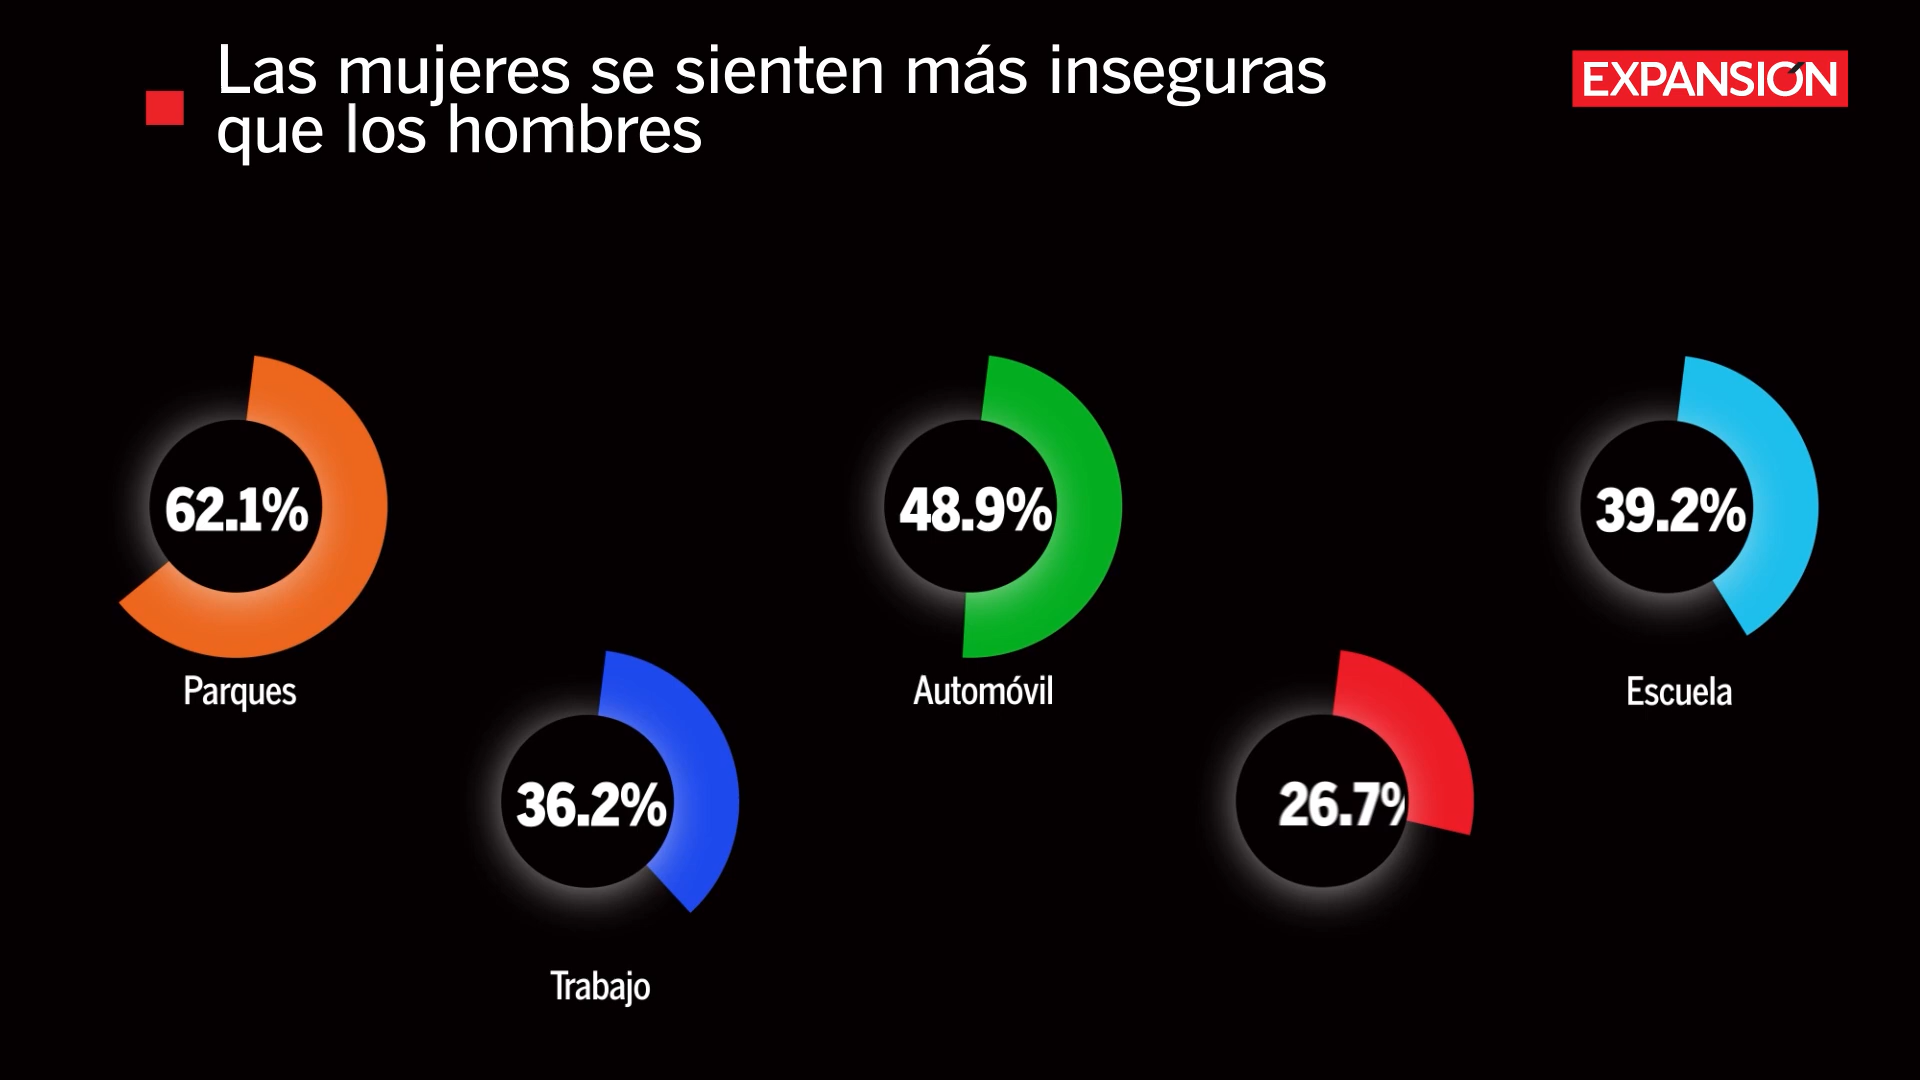 Las mujeres se sienten más inseguras
que los hombres
EXPANSIÓN
62.1%
Parques
36.2%
Trabajo
48.9%
Automóvil
26.7%
39.2%
Escuela